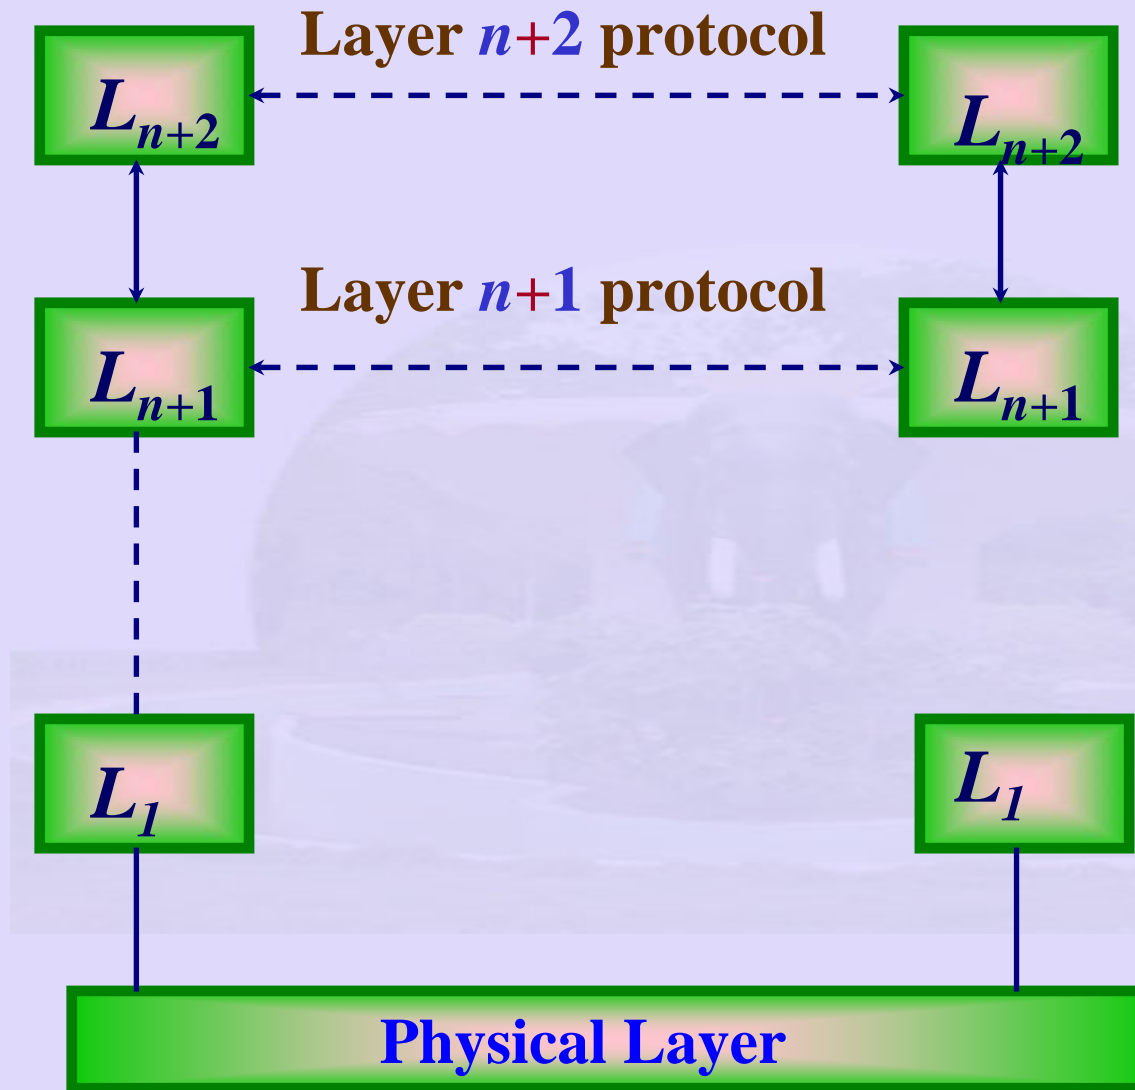 Layer n+2 protocol
Lₙ₊₂ Lₙ₊₂
Layer n+1 protocol
Lₙ₊₁ Lₙ₊₁
L₁ L₁
Physical Layer